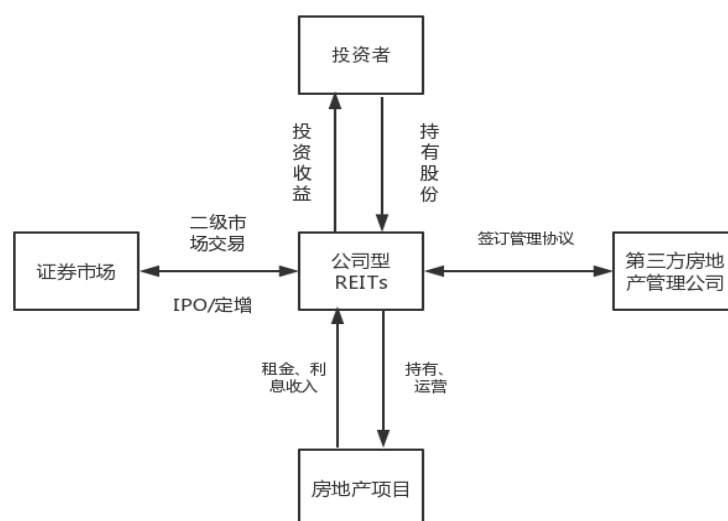 投资者
投
资
收
益
持
有
股
份
二级市
场交易
签订管理协议
证券市场
公司型
REITs
第三方房地
产管理公司
IPO/定增
租金、利
息收入
持有、
运营
房地产项目